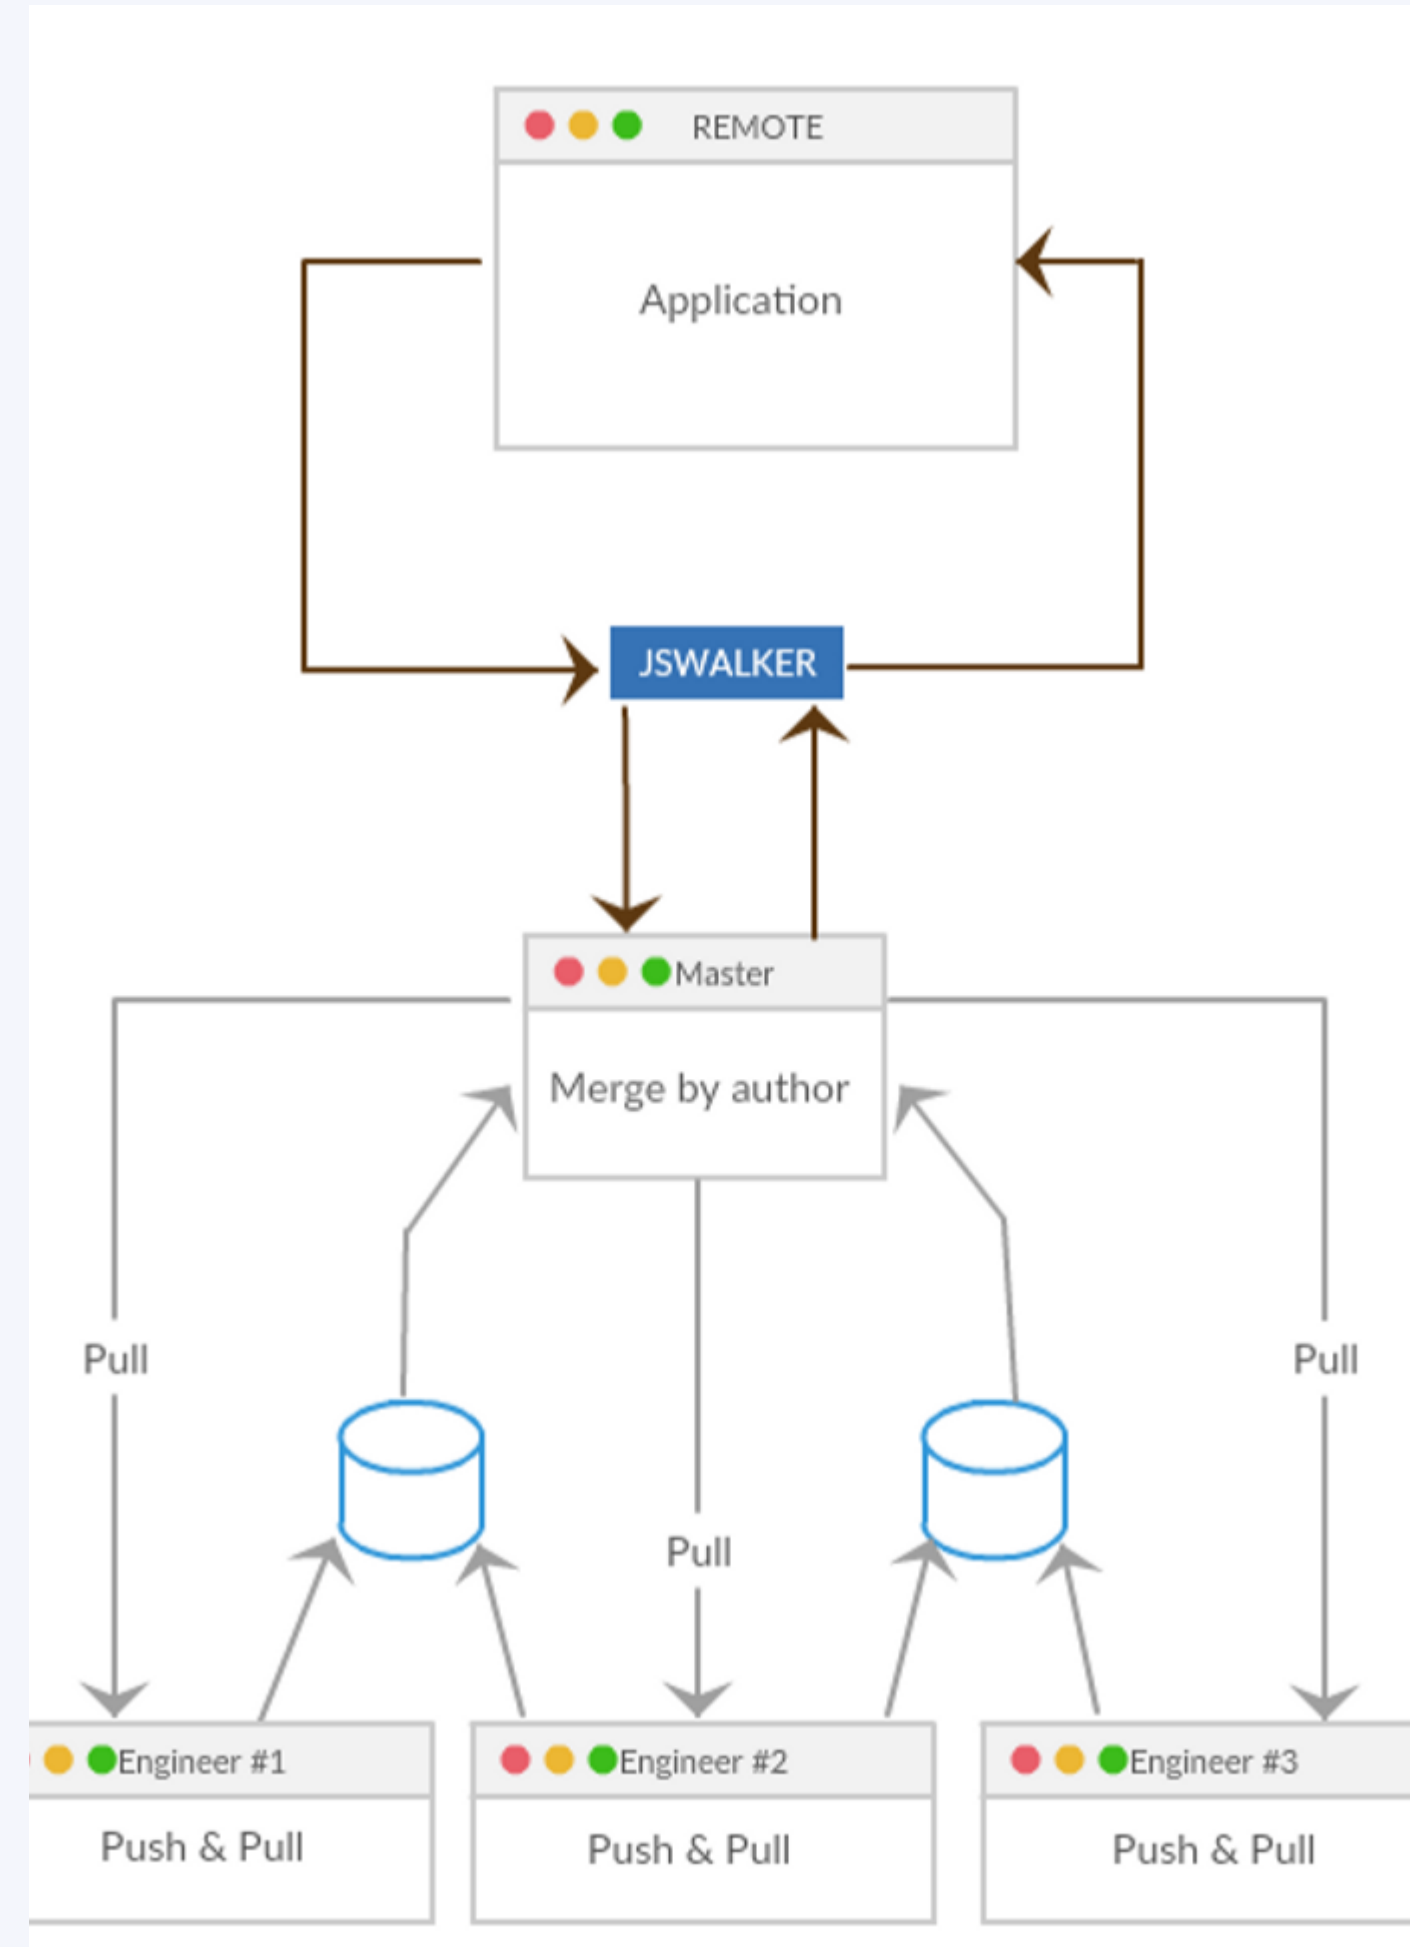 REMOTE
Application
JSWALKER
Master
Merge by author
Pull
Pull
Pull
Engineer #1
Engineer #2
Engineer #3
Push & Pull
Push & Pull
Push & Pull